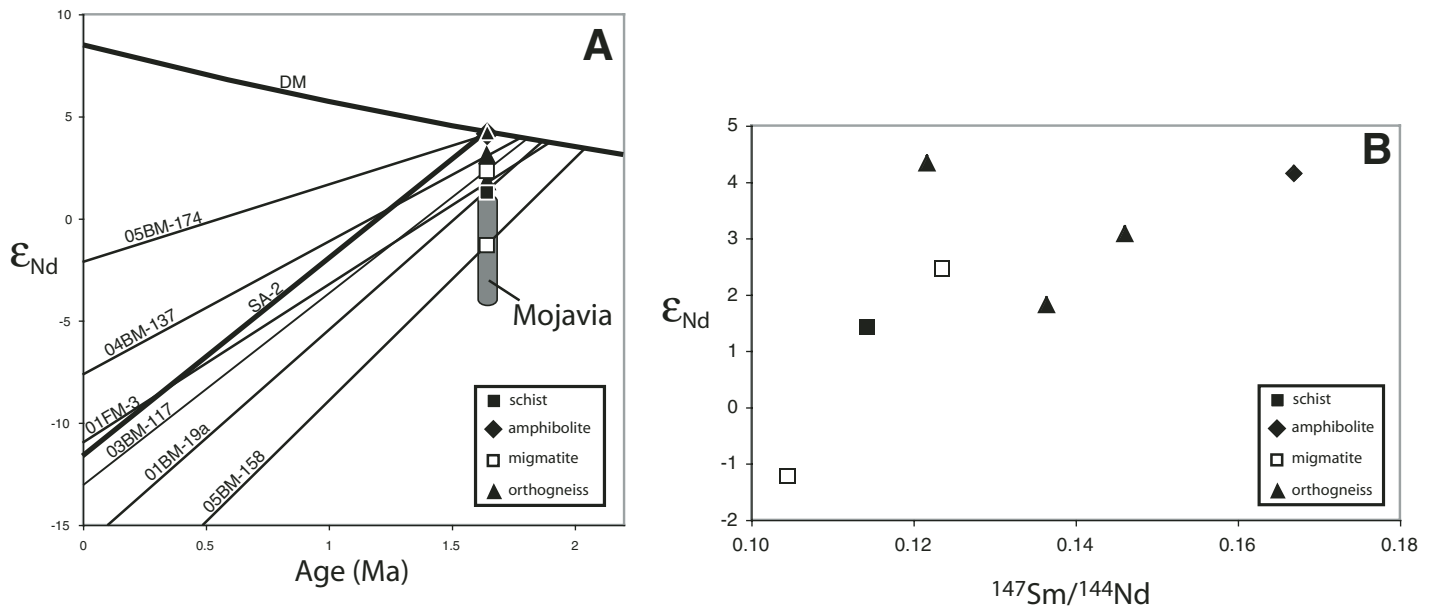 A
10
5
0
-5
-10
-15
εNd
DM
05BM-174
SA-2
04BM-137
01FM-3
03BM-117
01BM-19a
05BM-158
Mojavia
schist
amphibolite
migmatite
orthogneiss
0
0.5
1
1.5
2
Age (Ma)
B
5
4
3
2
1
0
-1
-2
εNd
schist
amphibolite
migmatite
orthogneiss
0.10
0.12
0.14
0.16
0.18
147Sm/144Nd